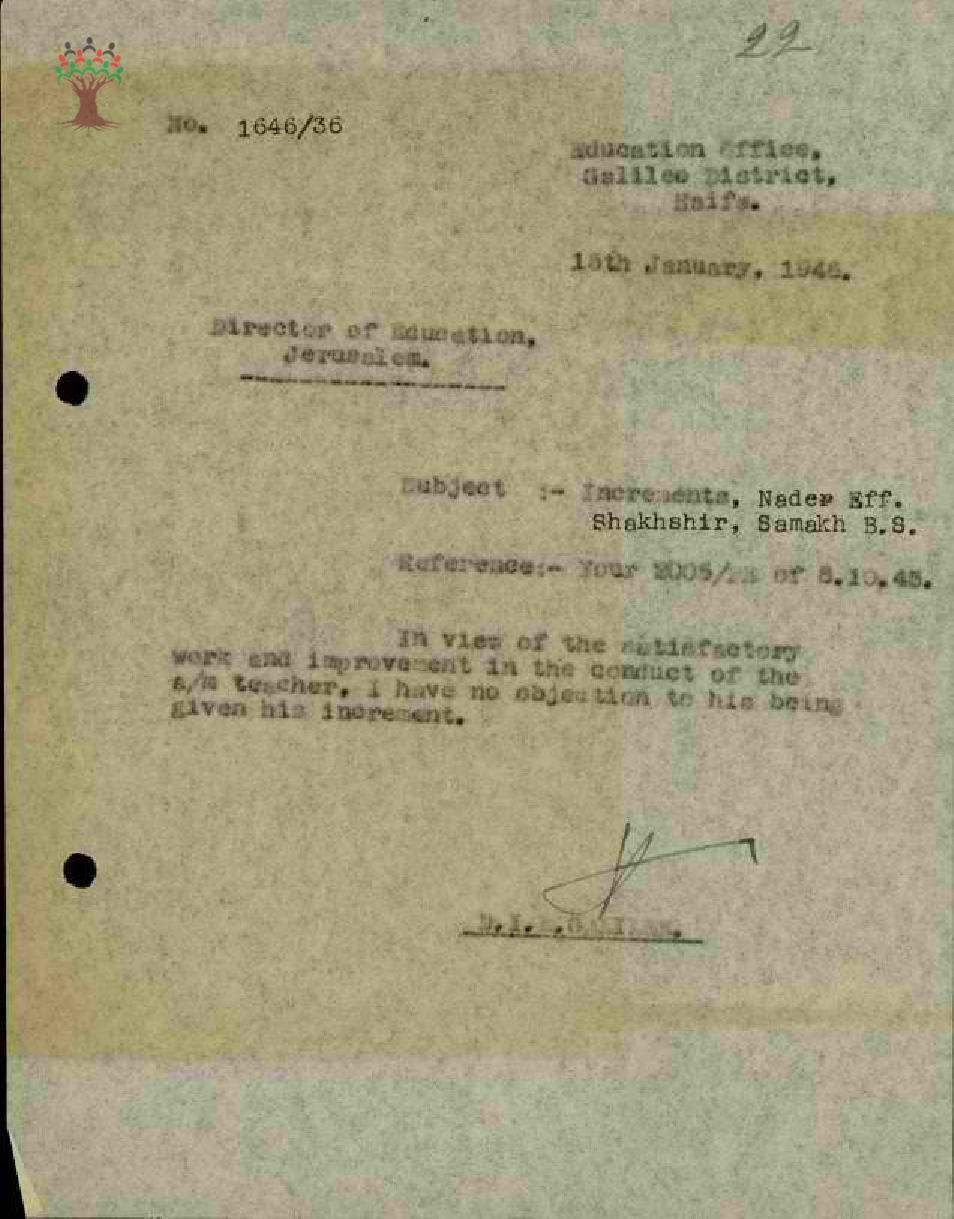 22
No. 1646/36
Education Office,
Galilee District,
Haifa.
15th January, 1946.
Director of Education,
Jerusalem.
Subject :- Increments, Nader Eff.
Shakhshir, Samakh B.S.
Reference:- Your of 8.10.45.
In view of the satisfactory
work and improvement in the conduct of the
a/m teacher, I have no objection to his being
given his increment.